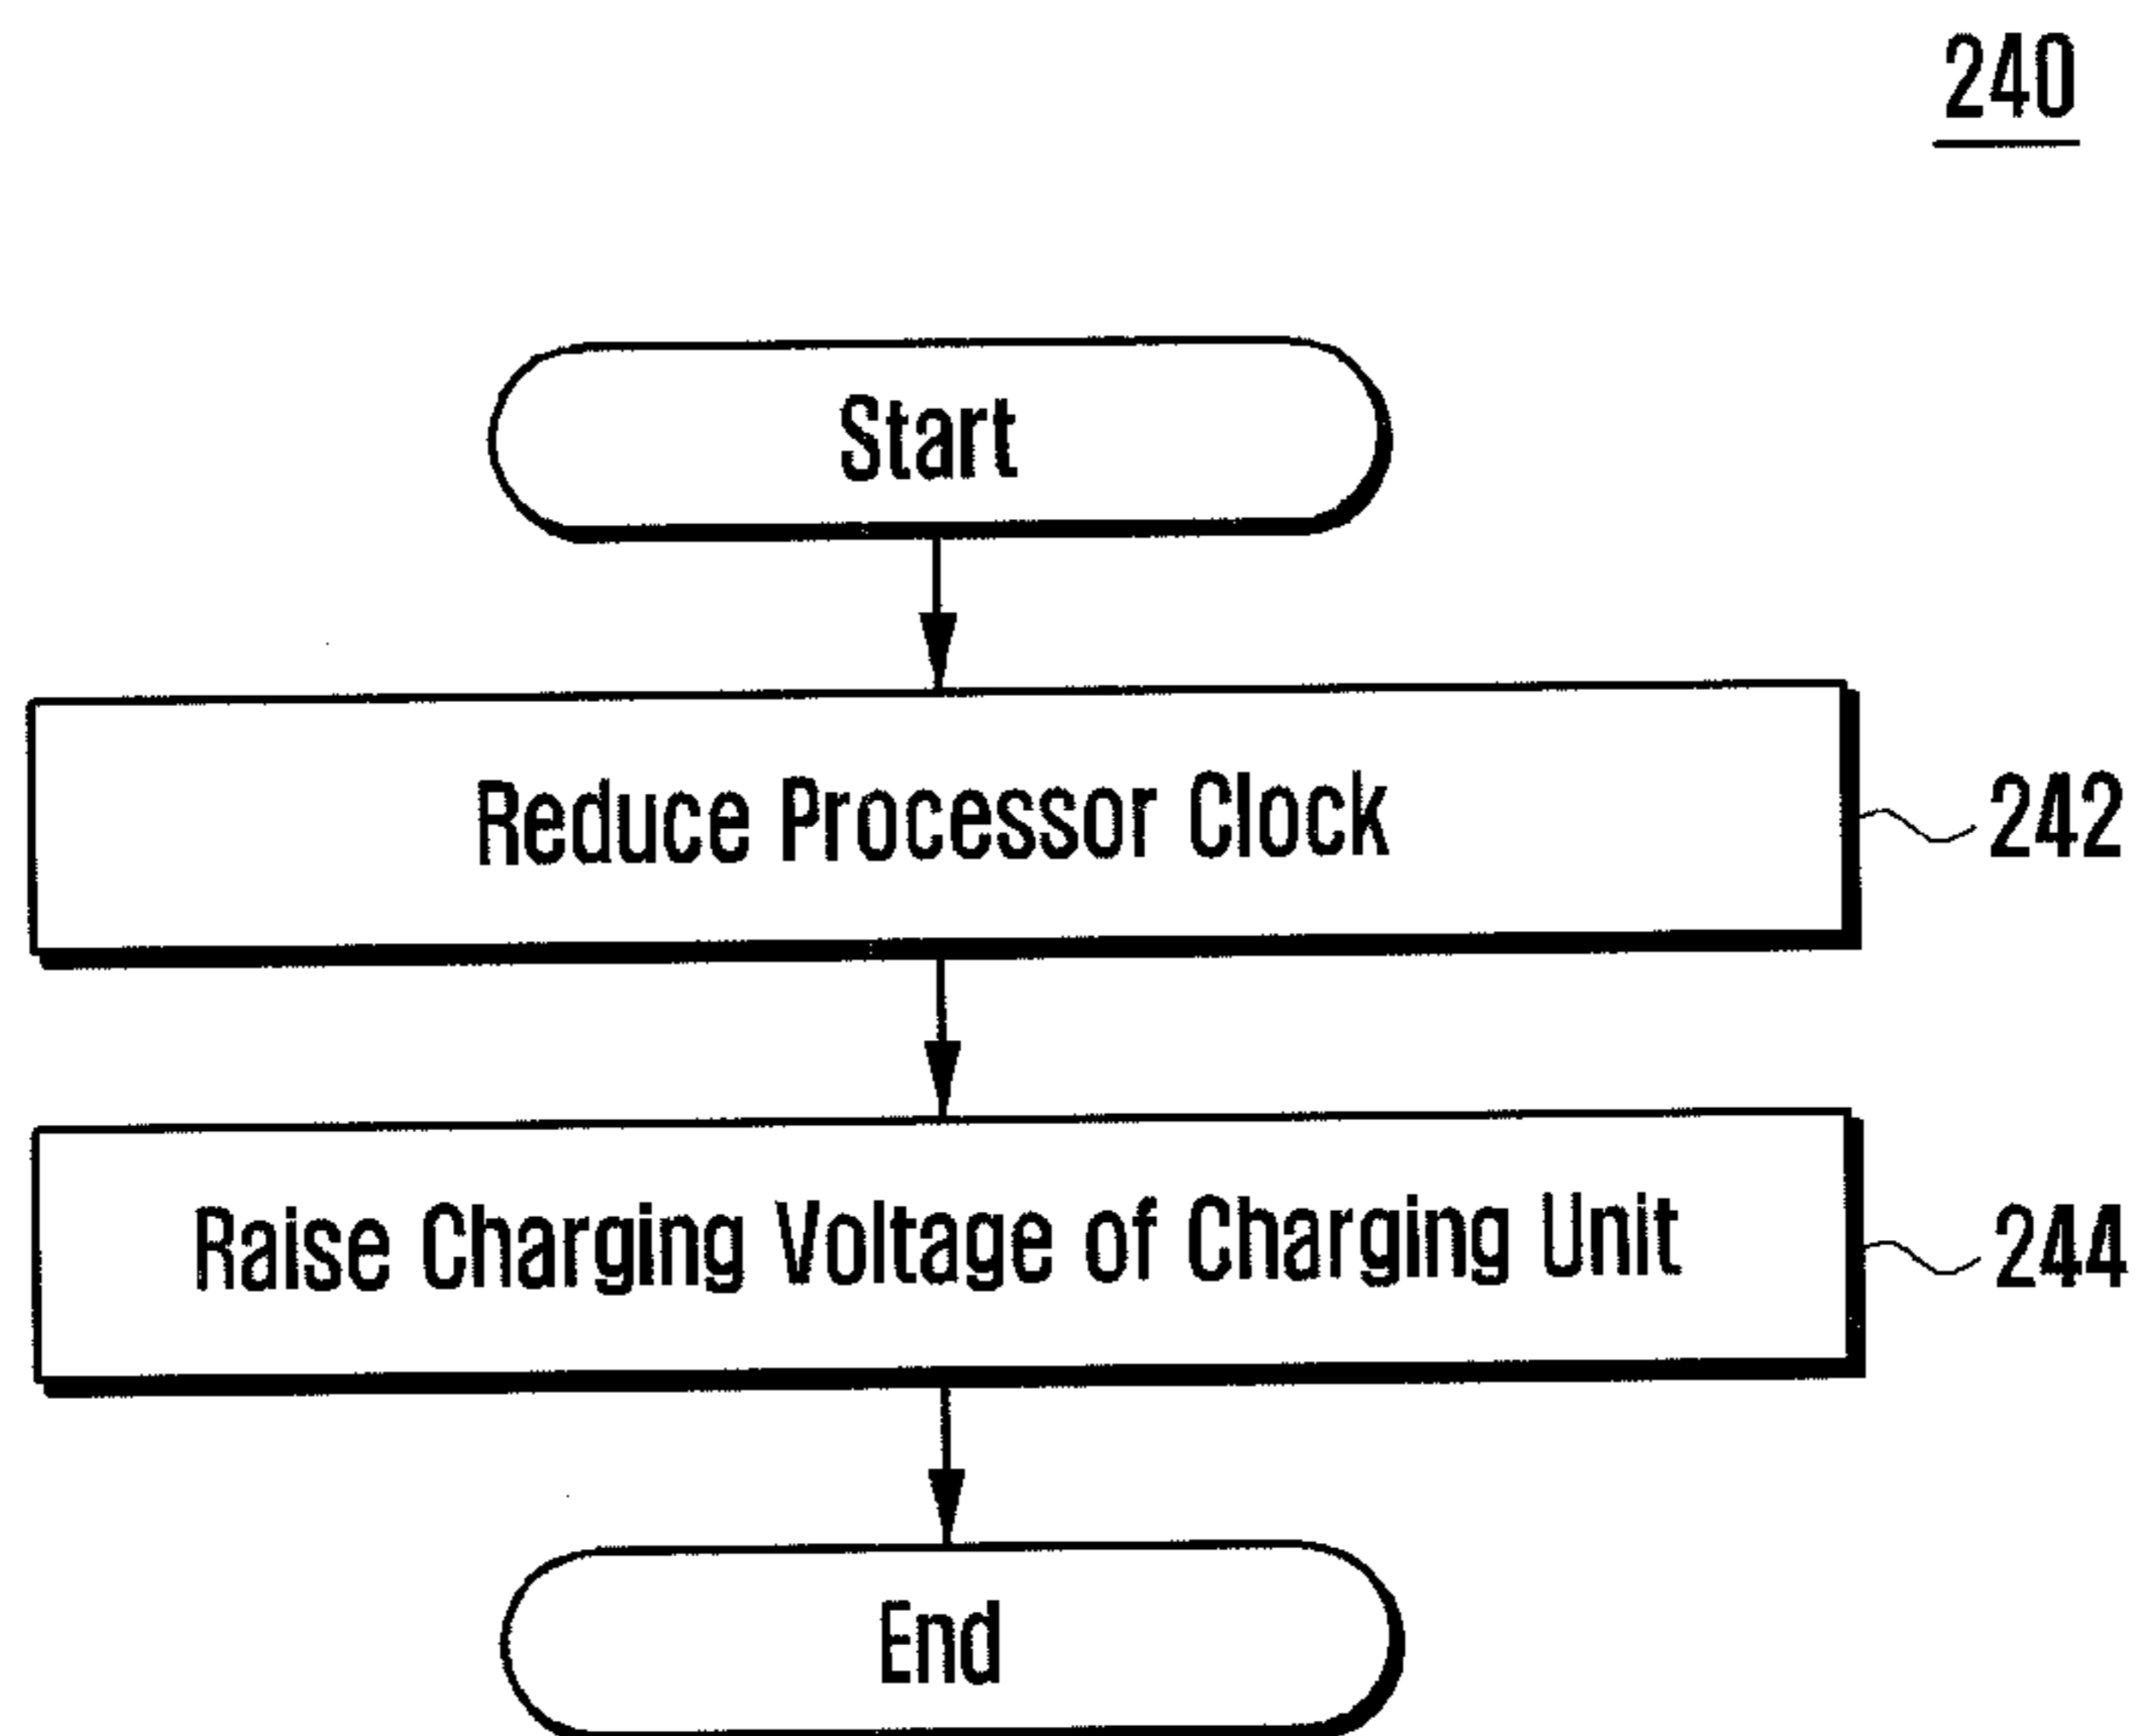 240
Start
Reduce Processor Clock
242
Raise Charging Voltage of Charging Unit
244
End